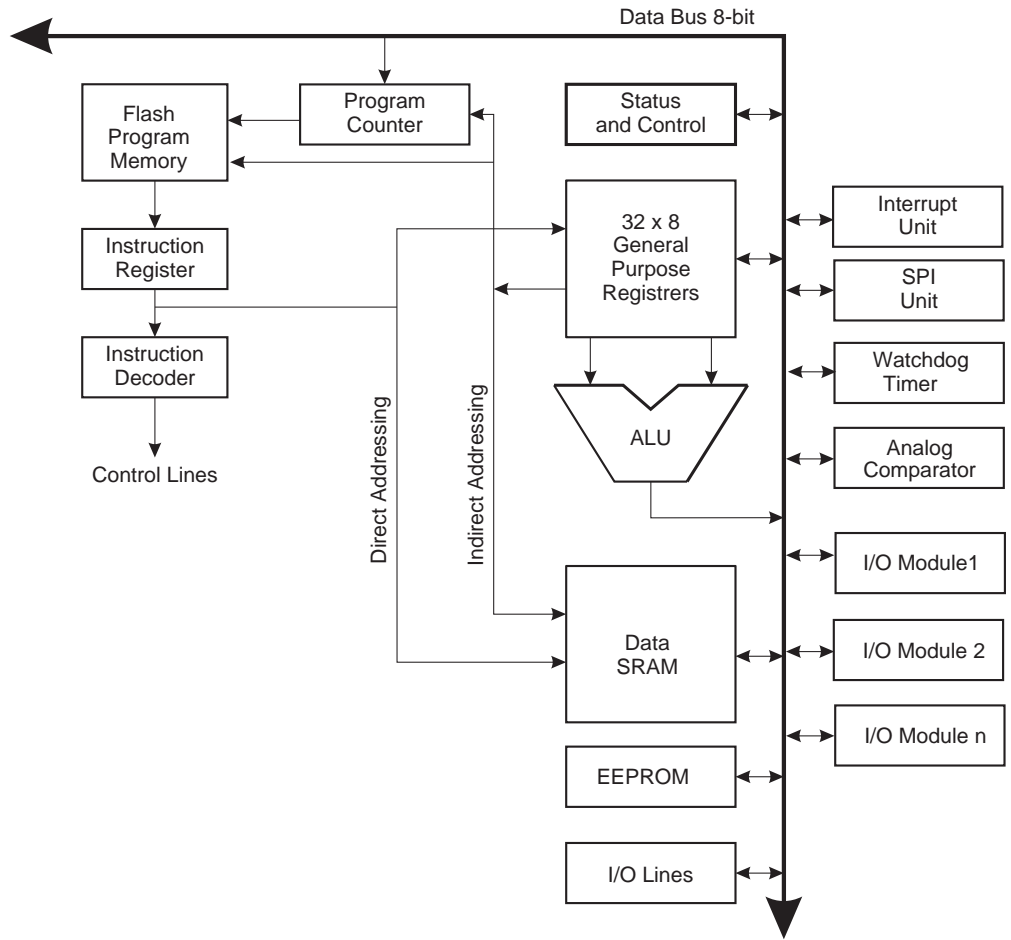 Data Bus 8-bit
Flash
Program
Memory
Program
Counter
Status
and Control
Interrupt
Unit
32 x 8
General
Purpose
Registrers
Instruction
Register
SPI
Unit
Instruction
Decoder
Watchdog
Timer
ALU
Analog
Comparator
Control Lines
Direct Addressing
Indirect Addressing
I/O Module1
Data
SRAM
I/O Module 2
I/O Module n
EEPROM
I/O Lines